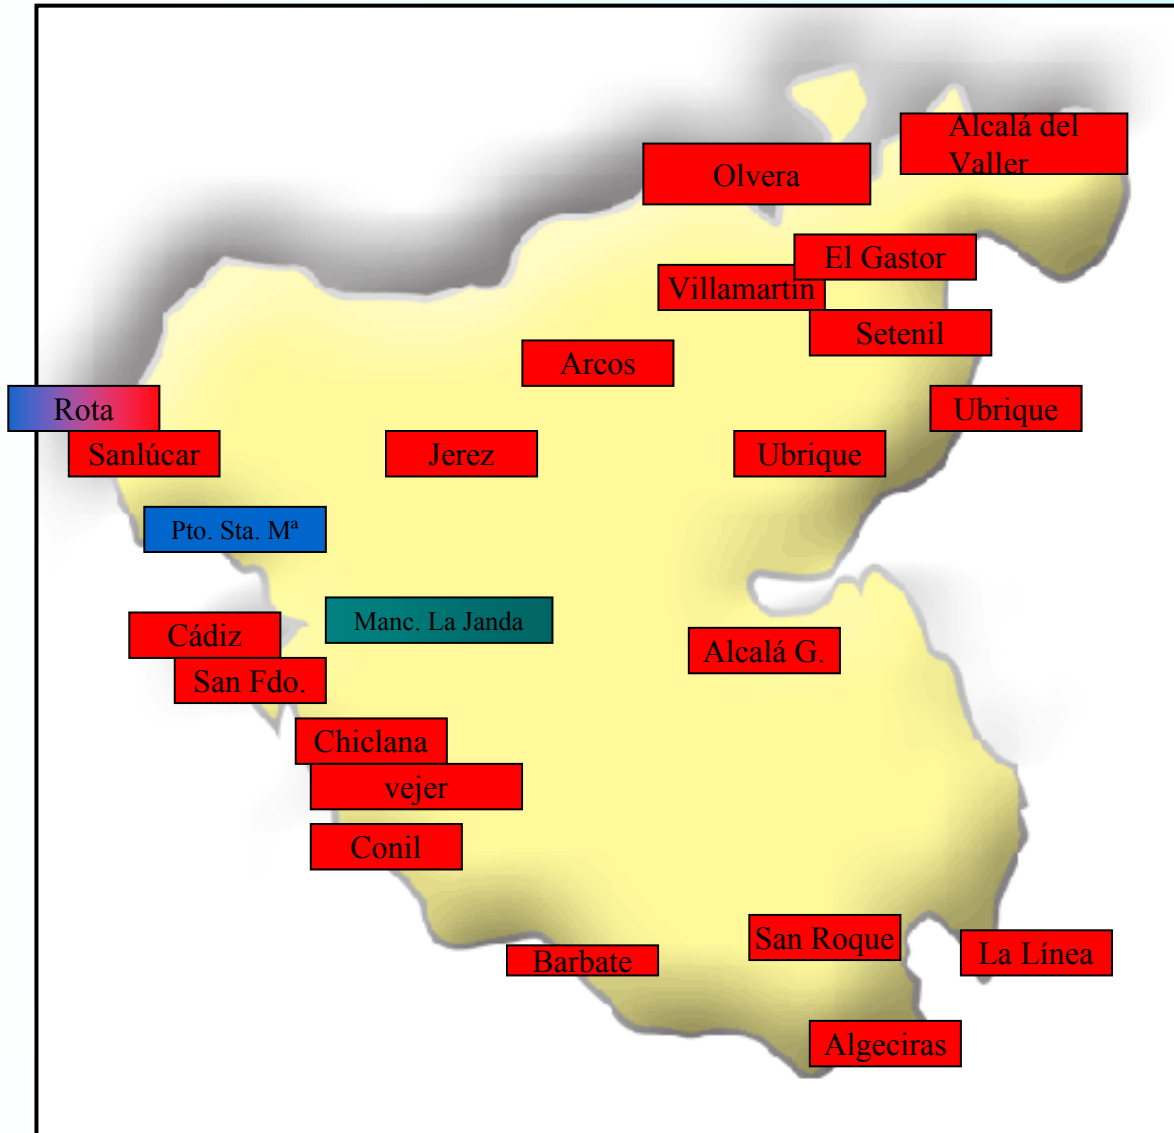 Alcalá del
Valler
Olvera
El Gastor
Villamartín
Setenil
Arcos
Rota
Ubrique
Sanlúcar
Jerez
Ubrique
Pto. Sta. Mª
Manc. La Janda
Cádiz
Alcalá G.
San Fdo.
Chiclana
vejer
Conil
San Roque
La Línea
Barbate
Algeciras